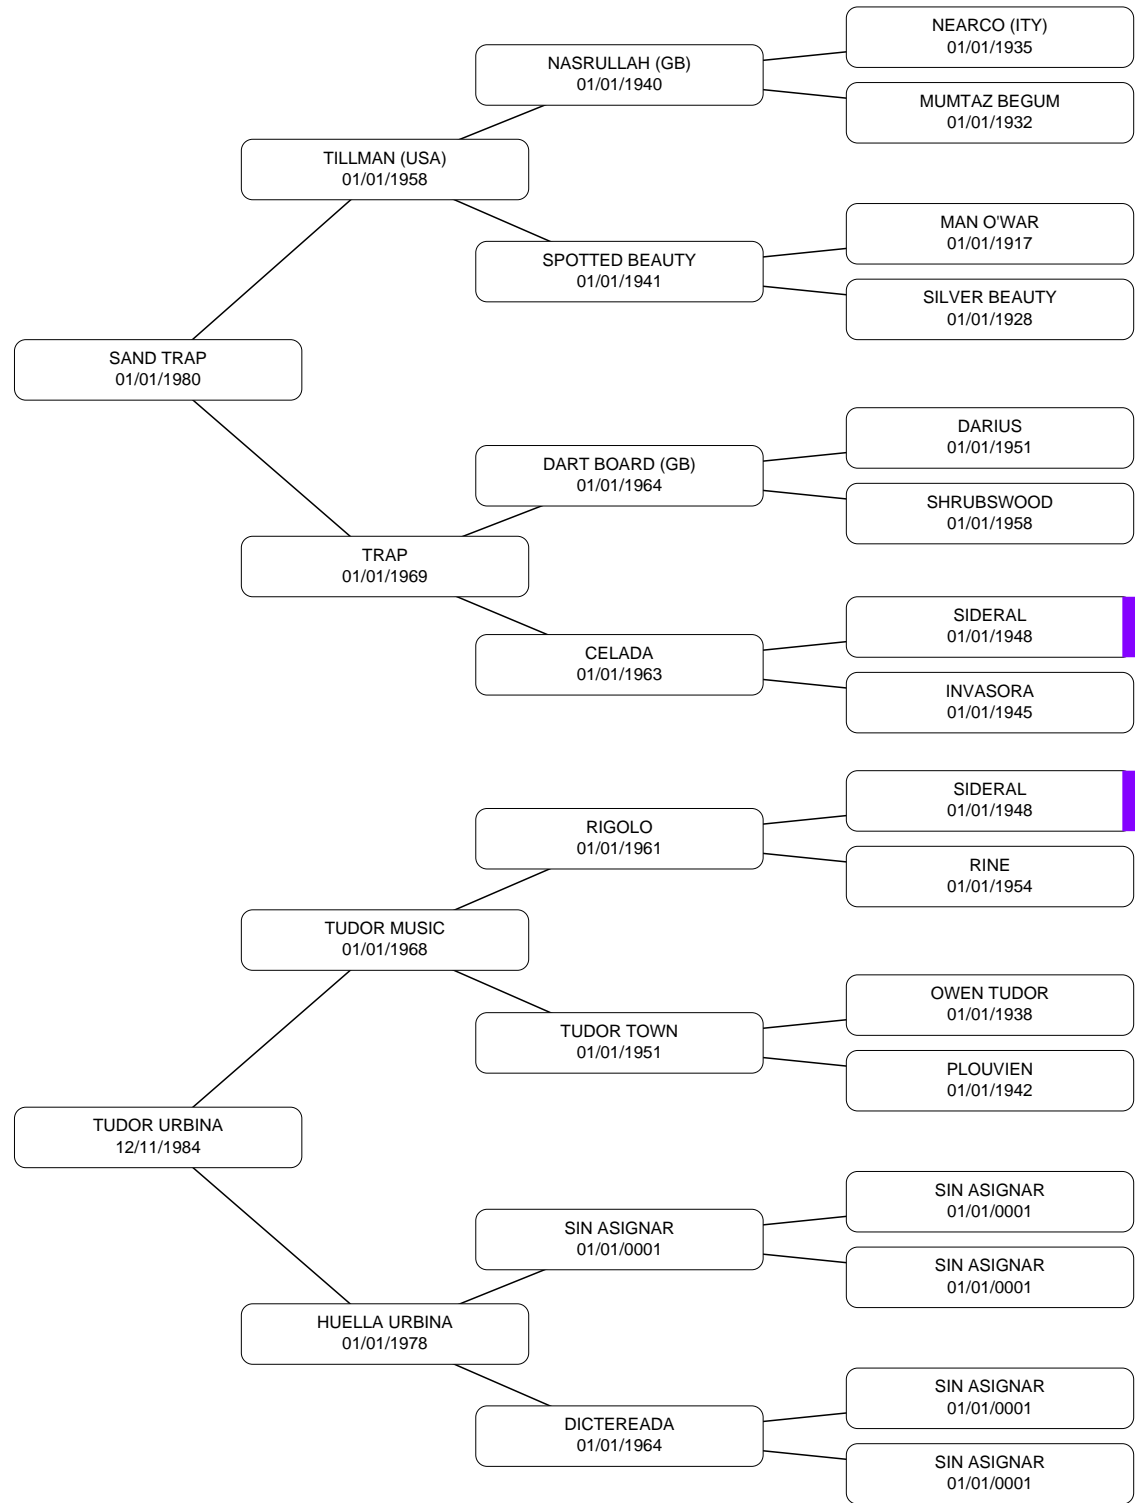 NEARCO (ITY)
01/01/1935
NASRULLAH (GB)
01/01/1940
MUMTAZ BEGUM
01/01/1932
TILLMAN (USA)
01/01/1958
MAN O'WAR
01/01/1917
SPOTTED BEAUTY
01/01/1941
SILVER BEAUTY
01/01/1928
SAND TRAP
01/01/1980
DARIUS
01/01/1951
DART BOARD (GB)
01/01/1964
SHRUBSWOOD
01/01/1958
TRAP
01/01/1969
SIDERAL
01/01/1948
CELADA
01/01/1963
INVASORA
01/01/1945
SIDERAL
01/01/1948
RIGOLO
01/01/1961
RINE
01/01/1954
TUDOR MUSIC
01/01/1968
OWEN TUDOR
01/01/1938
TUDOR TOWN
01/01/1951
PLOUVIEN
01/01/1942
TUDOR URBINA
12/11/1984
SIN ASIGNAR
01/01/0001
SIN ASIGNAR
01/01/0001
SIN ASIGNAR
01/01/0001
HUELLA URBINA
01/01/1978
SIN ASIGNAR
01/01/0001
DICTEREADA
01/01/1964
SIN ASIGNAR
01/01/0001